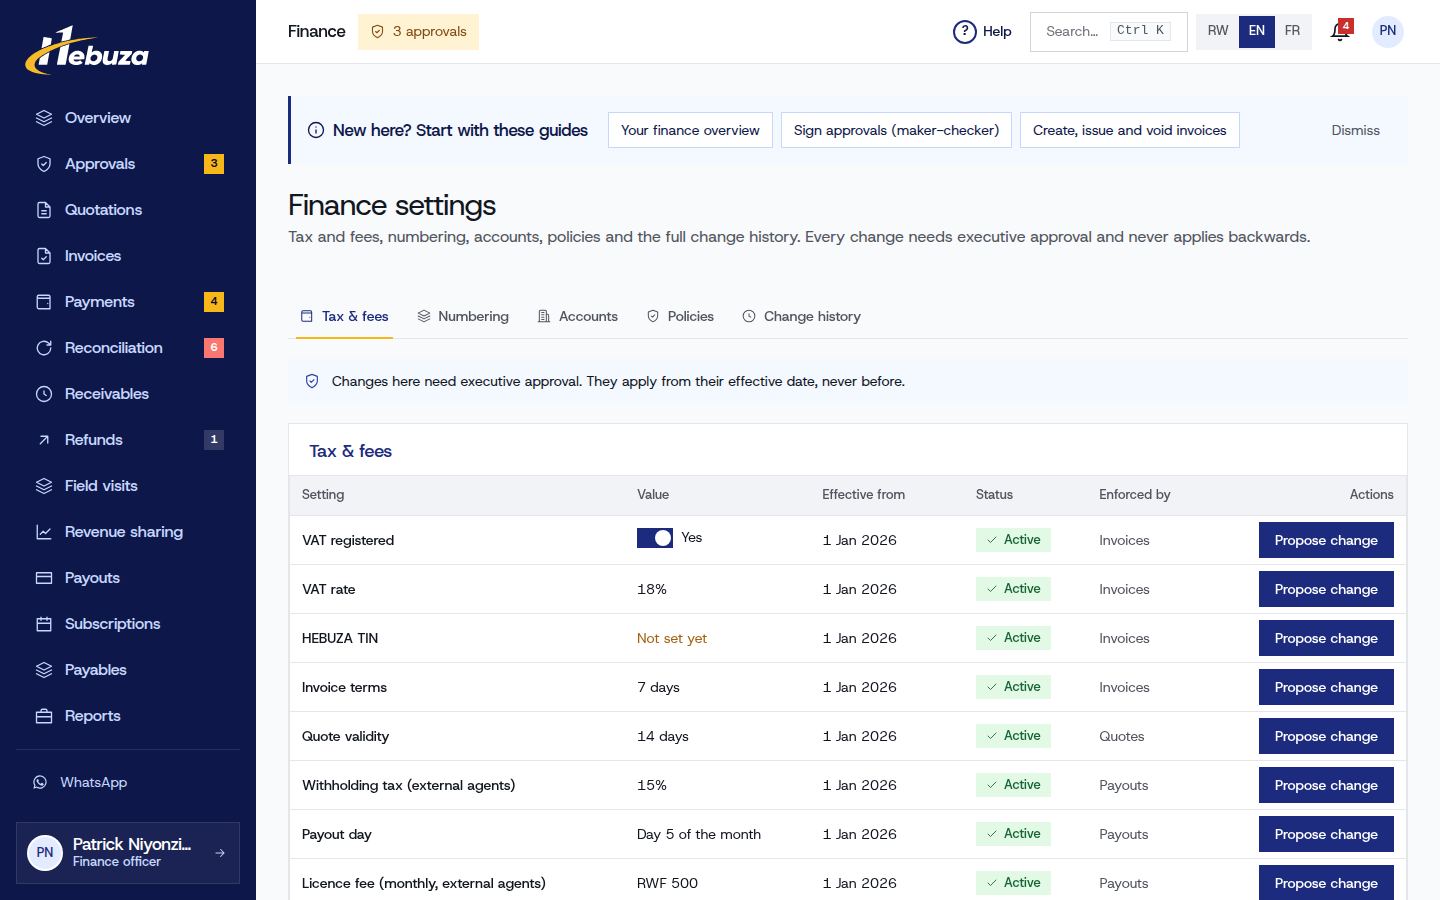 Hebuza
Overview
Approvals 3
Quotations
Invoices
Payments 4
Reconciliation 6
Receivables
Refunds 1
Field visits
Revenue sharing
Payouts
Subscriptions
Payables
Reports
WhatsApp
PN Patrick Niyonzi...
Finance officer
Finance 3 approvals ? Help Search... Ctrl K RW EN FR 4 PN
New here? Start with these guides Your finance overview Sign approvals (maker-checker) Create, issue and void invoices Dismiss
Finance settings
Tax and fees, numbering, accounts, policies and the full change history. Every change needs executive approval and never applies backwards.
Tax & fees Numbering Accounts Policies Change history
Changes here need executive approval. They apply from their effective date, never before.
Tax & fees
Setting Value Effective from Status Enforced by Actions
VAT registered Yes 1 Jan 2026 Active Invoices Propose change
VAT rate 18% 1 Jan 2026 Active Invoices Propose change
HEBUZA TIN Not set yet 1 Jan 2026 Active Invoices Propose change
Invoice terms 7 days 1 Jan 2026 Active Invoices Propose change
Quote validity 14 days 1 Jan 2026 Active Quotes Propose change
Withholding tax (external agents) 15% 1 Jan 2026 Active Payouts Propose change
Payout day Day 5 of the month 1 Jan 2026 Active Payouts Propose change
Licence fee (monthly, external agents) RWF 500 1 Jan 2026 Active Payouts Propose change